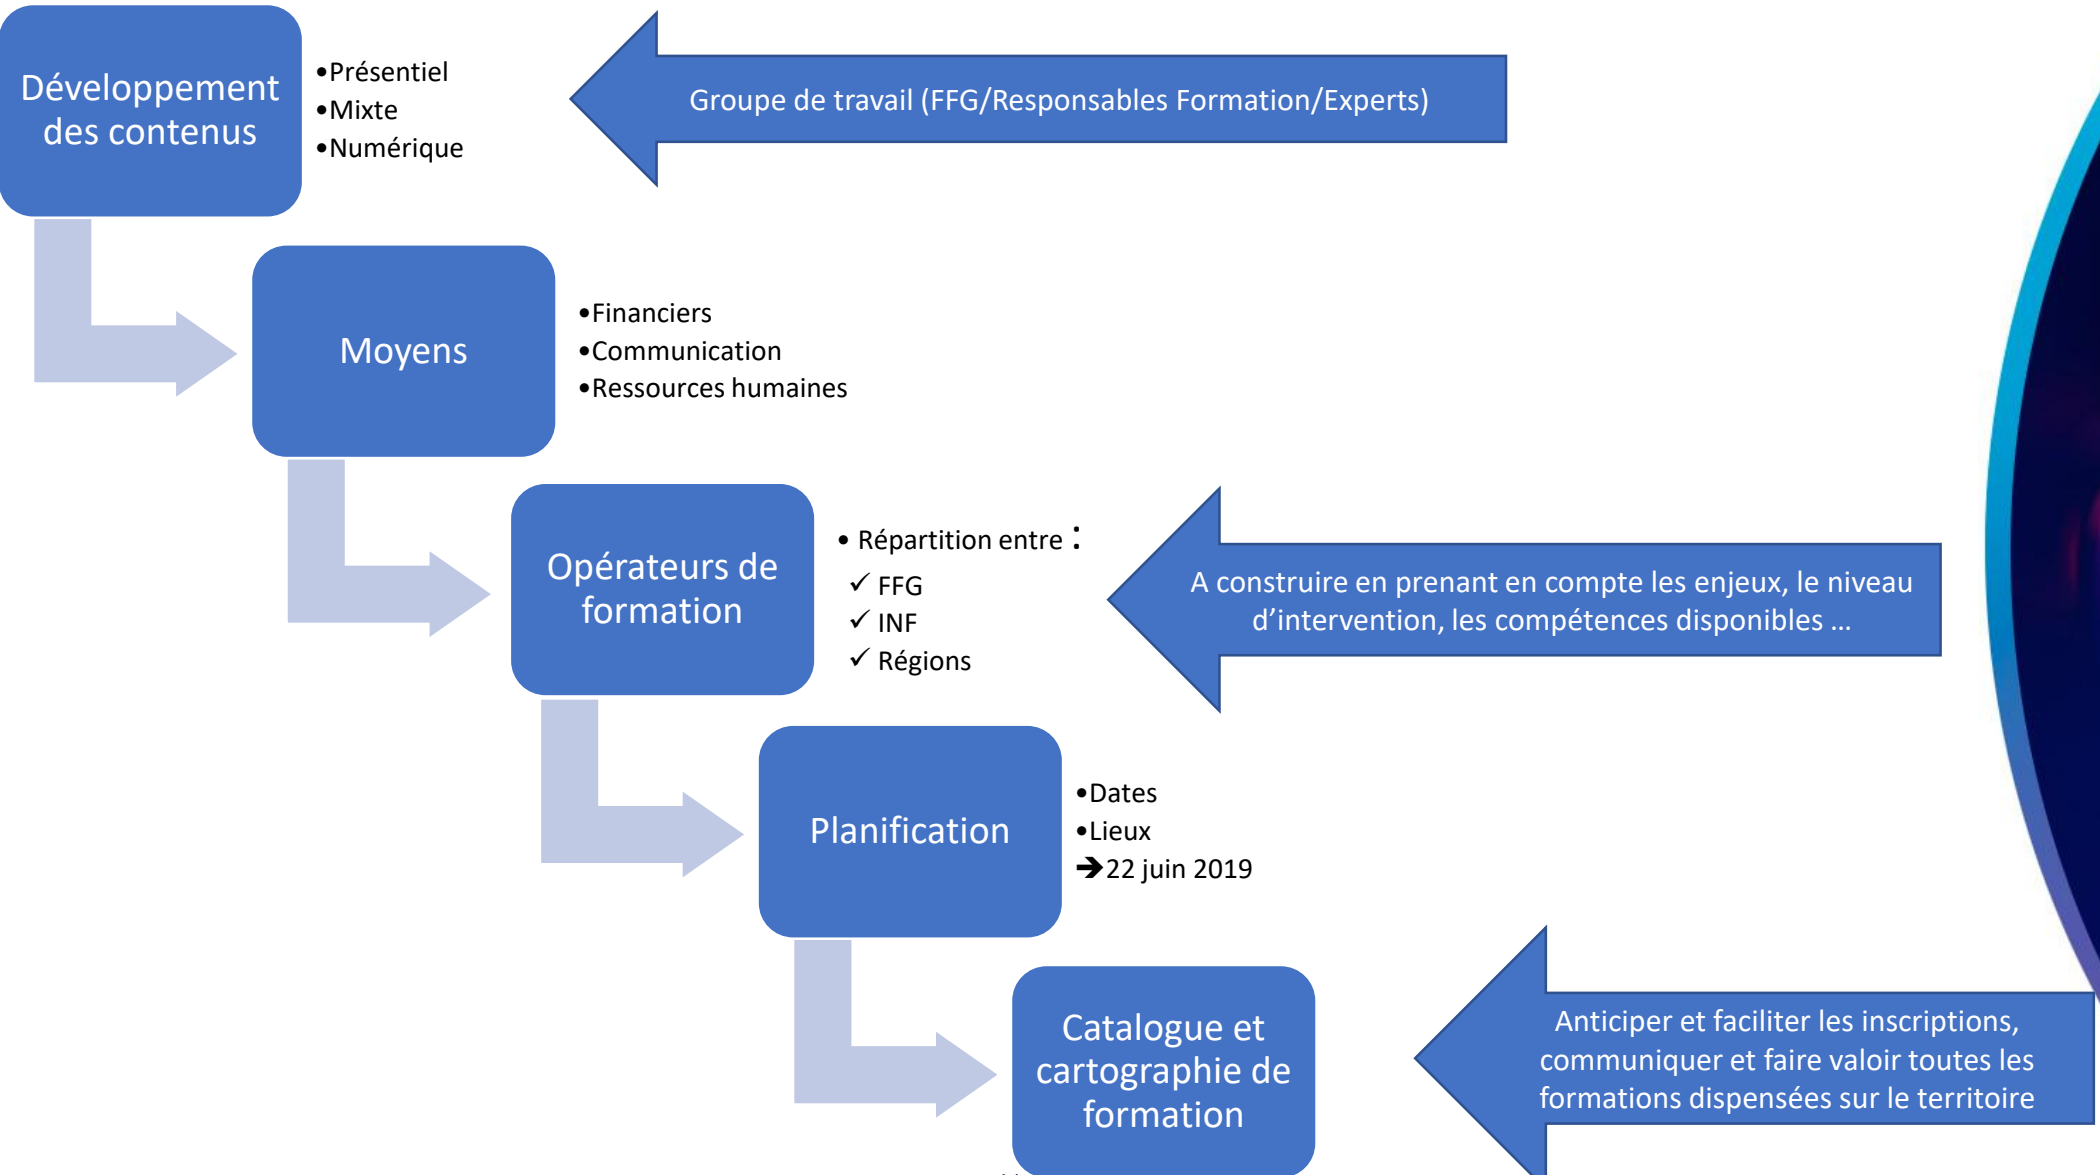 Développement
des contenus
•Présentiel
•Mixte
•Numérique
Groupe de travail (FFG/Responsables Formation/Experts)
Moyens
•Financiers
•Communication
•Ressources humaines
Opérateurs de
formation
• Répartition entre :
✓ FFG
✓ INF
✓ Régions
A construire en prenant en compte les enjeux, le niveau
d’intervention, les compétences disponibles …
Planification
•Dates
•Lieux
➔22 juin 2019
Catalogue et
cartographie de
formation
Anticiper et faciliter les inscriptions,
communiquer et faire valoir toutes les
formations dispensées sur le territoire